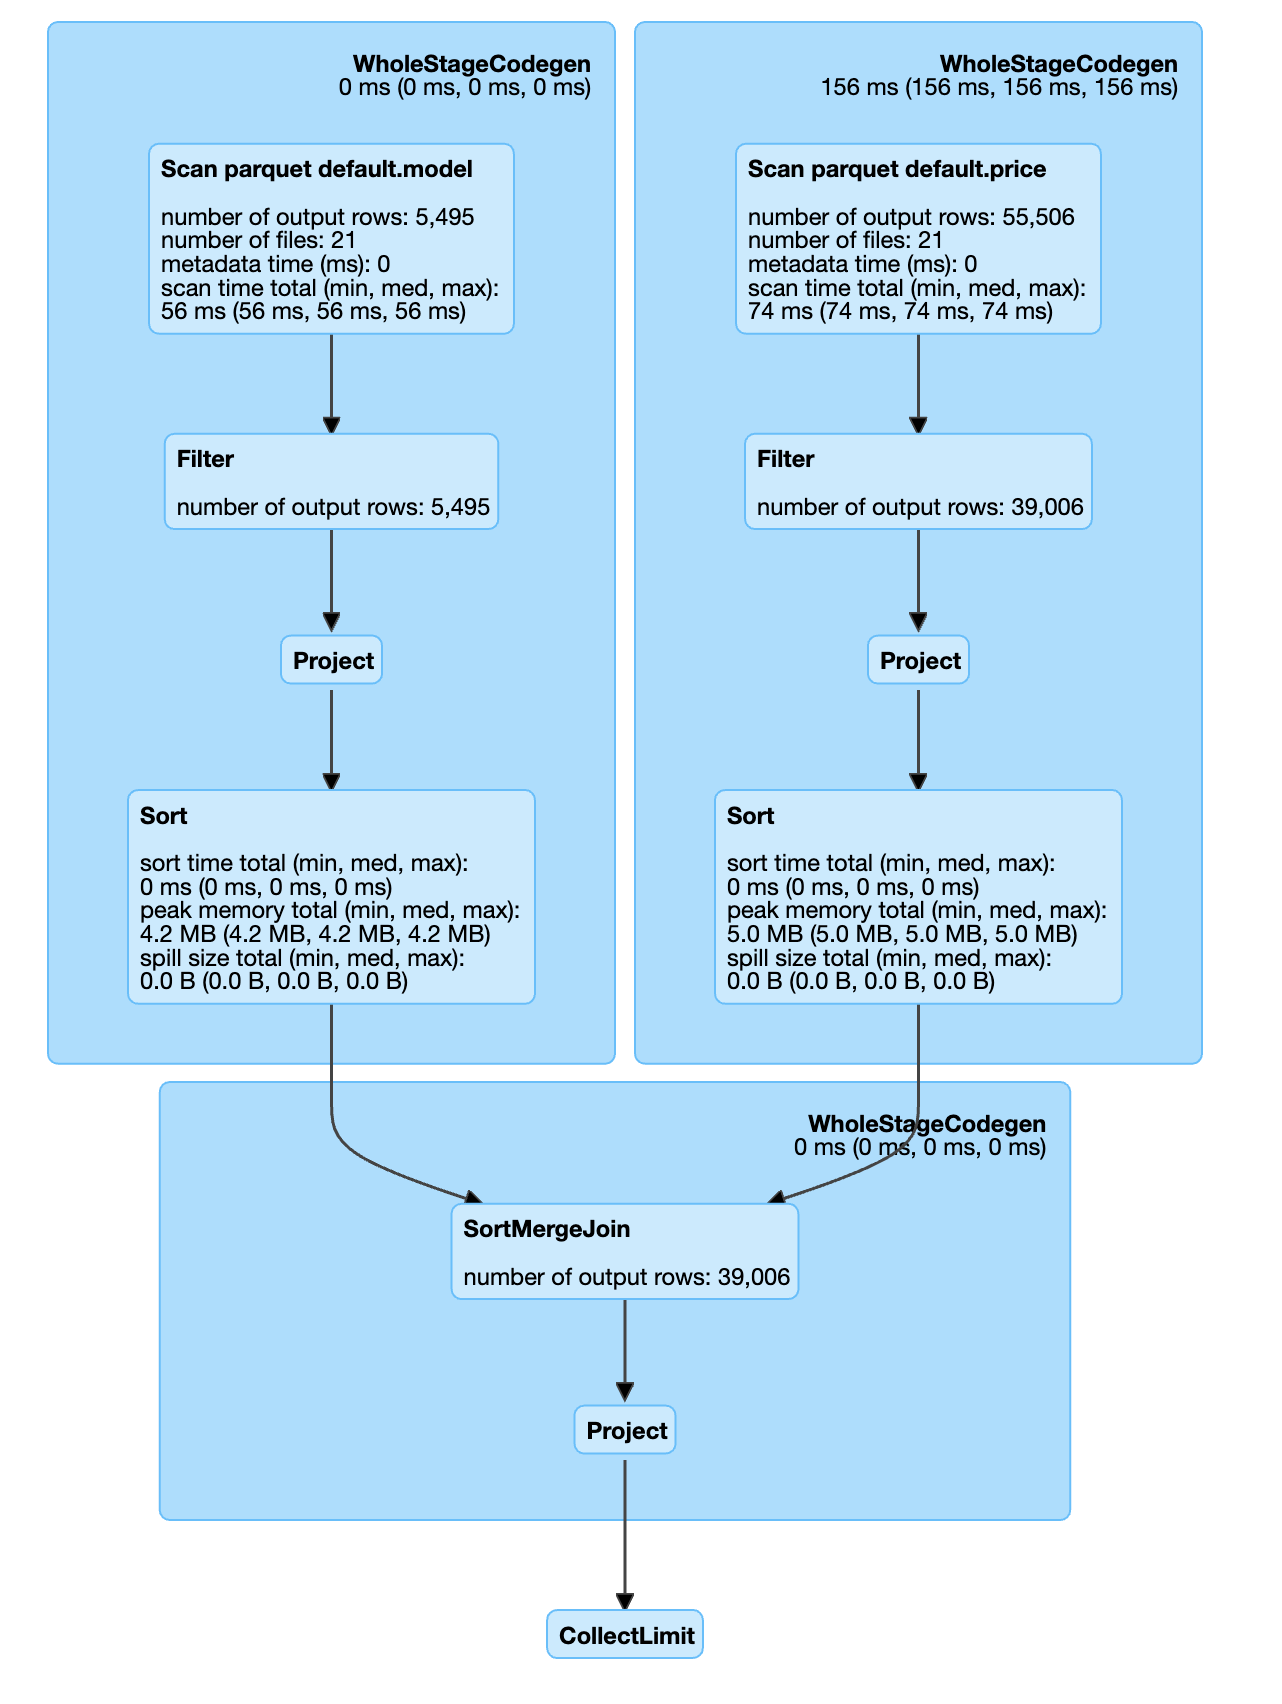 WholeStageCodegen
0 ms (0 ms, 0 ms, 0 ms)
Scan parquet default.model
number of output rows: 5,495
number of files: 21
metadata time (ms): 0
scan time total (min, med, max):
56 ms (56 ms, 56 ms, 56 ms)
Filter
number of output rows: 5,495
Project
Sort
sort time total (min, med, max):
0 ms (0 ms, 0 ms, 0 ms)
peak memory total (min, med, max):
4.2 MB (4.2 MB, 4.2 MB, 4.2 MB)
spill size total (min, med, max):
0.0 B (0.0 B, 0.0 B, 0.0 B)
WholeStageCodegen
156 ms (156 ms, 156 ms, 156 ms)
Scan parquet default.price
number of output rows: 55,506
number of files: 21
metadata time (ms): 0
scan time total (min, med, max):
74 ms (74 ms, 74 ms, 74 ms)
Filter
number of output rows: 39,006
Project
Sort
sort time total (min, med, max):
0 ms (0 ms, 0 ms, 0 ms)
peak memory total (min, med, max):
5.0 MB (5.0 MB, 5.0 MB, 5.0 MB)
spill size total (min, med, max):
0.0 B (0.0 B, 0.0 B, 0.0 B)
WholeStageCodegen
0 ms (0 ms, 0 ms, 0 ms)
SortMergeJoin
number of output rows: 39,006
Project
CollectLimit